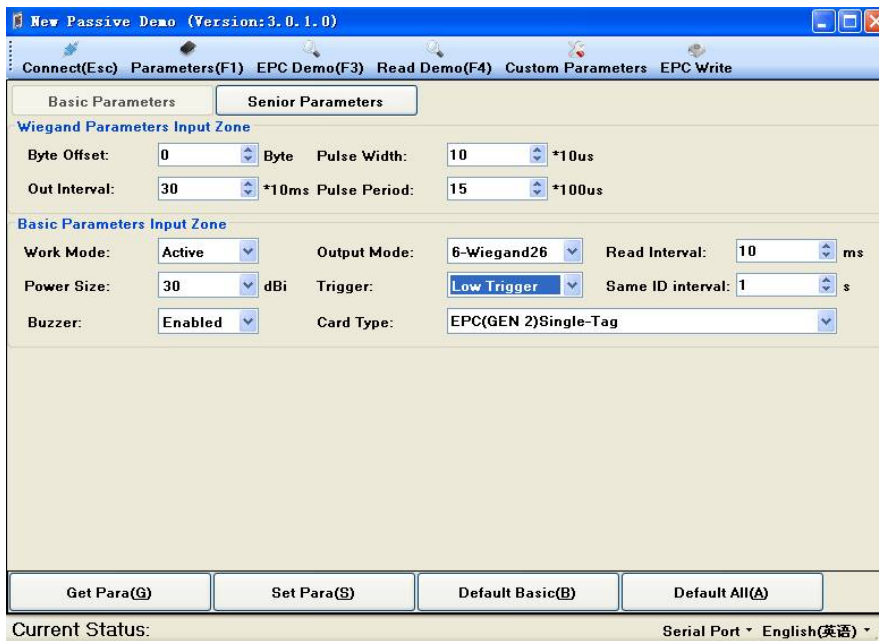 New Passive Demo (Version:3.0.1.0)
Connect(Esc) Parameters(F1) EPC Demo(F3) Read Demo(F4) Custom Parameters EPC Write
Basic Parameters Senior Parameters
Wiegand Parameters Input Zone
Byte Offset: 0 Byte Pulse Width: 10 *10us
Out Interval: 30 *10ms Pulse Period: 15 *100us
Basic Parameters Input Zone
Work Mode: Active Output Mode: 6-Wiegand26 Read Interval: 10 ms
Power Size: 30 dBi Trigger: Low Trigger Same ID interval: 1 s
Buzzer: Enabled Card Type: EPC(GEN 2)Single-Tag
Get Para(G) Set Para(S) Default Basic(B) Default All(A)
Current Status: Serial Port English(英语)